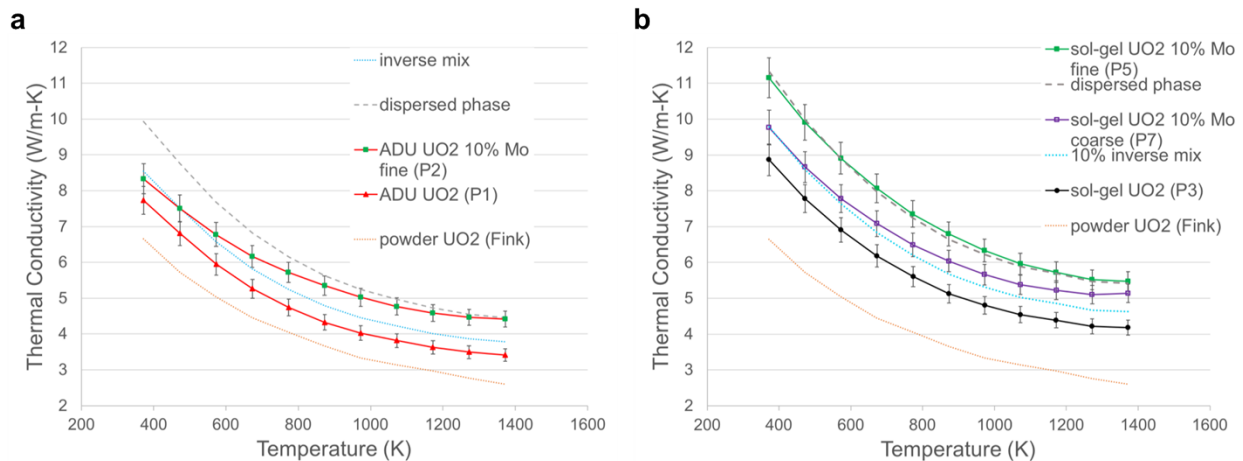 a
Thermal Conductivity (W/m-K)
12
11
10
9
8
7
6
5
4
3
2
200
400
600
800
1000
1200
1400
1600
Temperature (K)
inverse mix
dispersed phase
ADU UO2 10% Mo
fine (P2)
ADU UO2 (P1)
powder UO2 (Fink)
b
Thermal Conductivity (W/m-K)
12
11
10
9
8
7
6
5
4
3
2
200
400
600
800
1000
1200
1400
1600
Temperature (K)
sol-gel UO2 10% Mo
fine (P5)
dispersed phase
sol-gel UO2 10% Mo
coarse (P7)
10% inverse mix
sol-gel UO2 (P3)
powder UO2 (Fink)